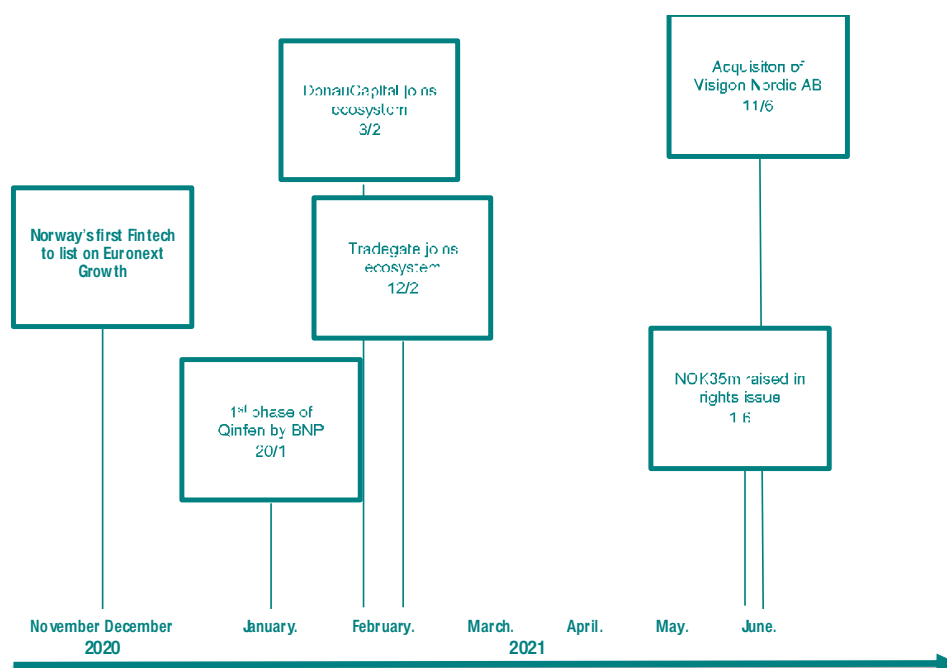 Acquisiton of
Visigon Nordic AB
11/6
DonauCapital joins
ecosystem
3/2
Norway's first Fintech
to list on Euronext
Growth
Tradegate joins
ecosystem
12/2
NOK35m raised in
rights issue
1 6
1st phase of
Qinfen by BNP
20/1
November December January. February. March. April. May. June.
2020 2021